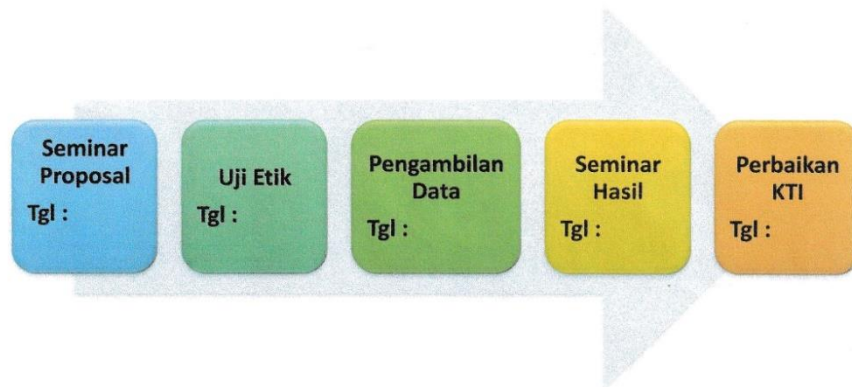 Seminar
Proposal
Tgl :
Uji Etik
Tgl :
Pengambilan
Data
Tgl :
Seminar
Hasil
Tgl :
Perbaikan
KTI
Tgl :